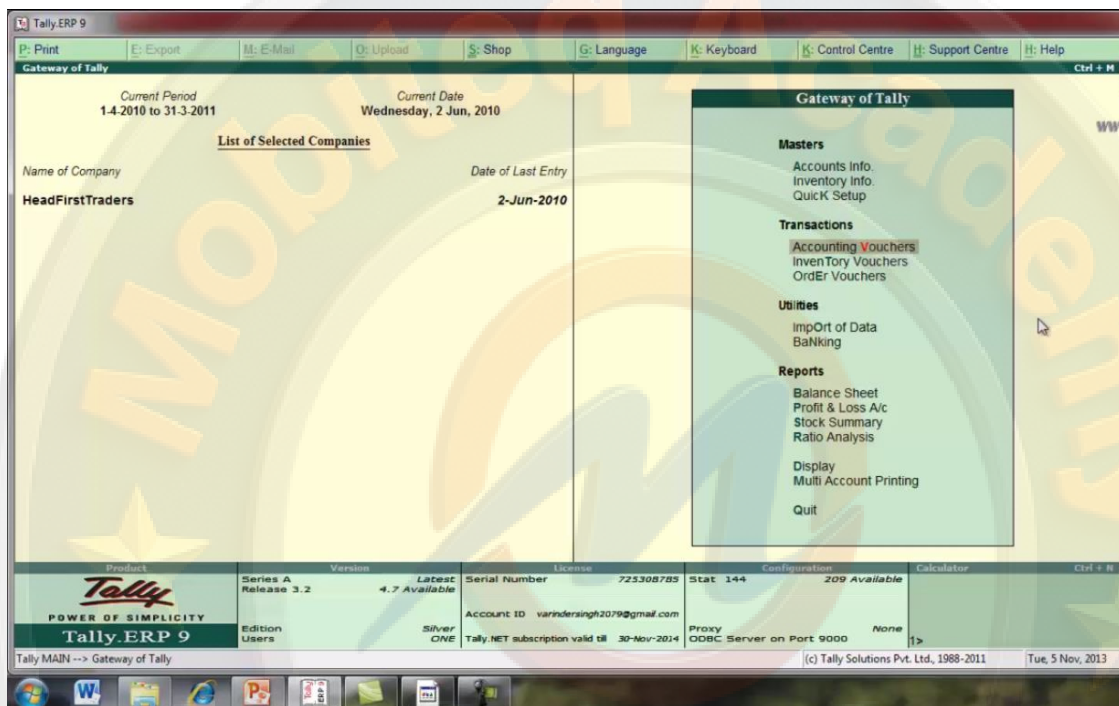 Tally.ERP 9
P: Print E: Export M: E-Mail O: Upload S: Shop G: Language K: Keyboard K: Control Centre H: Support Centre H: Help
Gateway of Tally Ctrl + M
Current Period Current Date
1-4-2010 to 31-3-2011 Wednesday, 2 Jun, 2010
List of Selected Companies
Name of Company Date of Last Entry
HeadFirstTraders 2-Jun-2010
Gateway of Tally
WW
Masters
Accounts Info.
Inventory Info.
QuicK Setup
Transactions
Accounting Vouchers
InvenTory Vouchers
OrdEr Vouchers
Utilities
ImpOrt of Data
BaNking
Reports
Balance Sheet
Profit & Loss A/c
Stock Summary
Ratio Analysis
Display
Multi Account Printing
Quit
Mobitoq Academy
Product Version License Configuration Calculator Ctrl + N
Tally
POWER OF SIMPLICITY
Tally.ERP 9
Series A Latest
Release 3.2 4.7 Available
Edition Silver
Users ONE
Serial Number 725308785
Account ID varindersingh2079@gmail.com
Tally.NET subscription valid till 30-Nov-2014
Stat 144 209 Available
Proxy None
ODBC Server on Port 9000
1>
Tally MAIN --> Gateway of Tally (c) Tally Solutions Pvt. Ltd., 1988-2011 Tue, 5 Nov, 2013